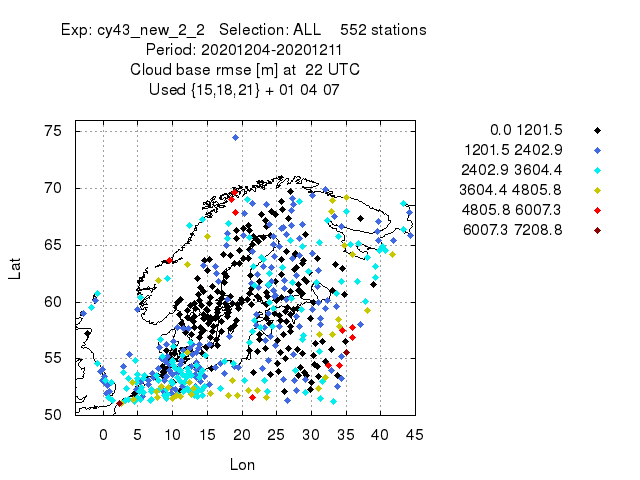 Exp: cy43_new_2_2   Selection: ALL    552 stations
Period: 20201204-20201211
Cloud base rmse [m] at  22 UTC
Used {15,18,21} + 01 04 07
0.0 1201.5
1201.5 2402.9
2402.9 3604.4
3604.4 4805.8
4805.8 6007.3
6007.3 7208.8
Lat
75
70
65
60
55
50
0 5 10 15 20 25 30 35 40 45
Lon